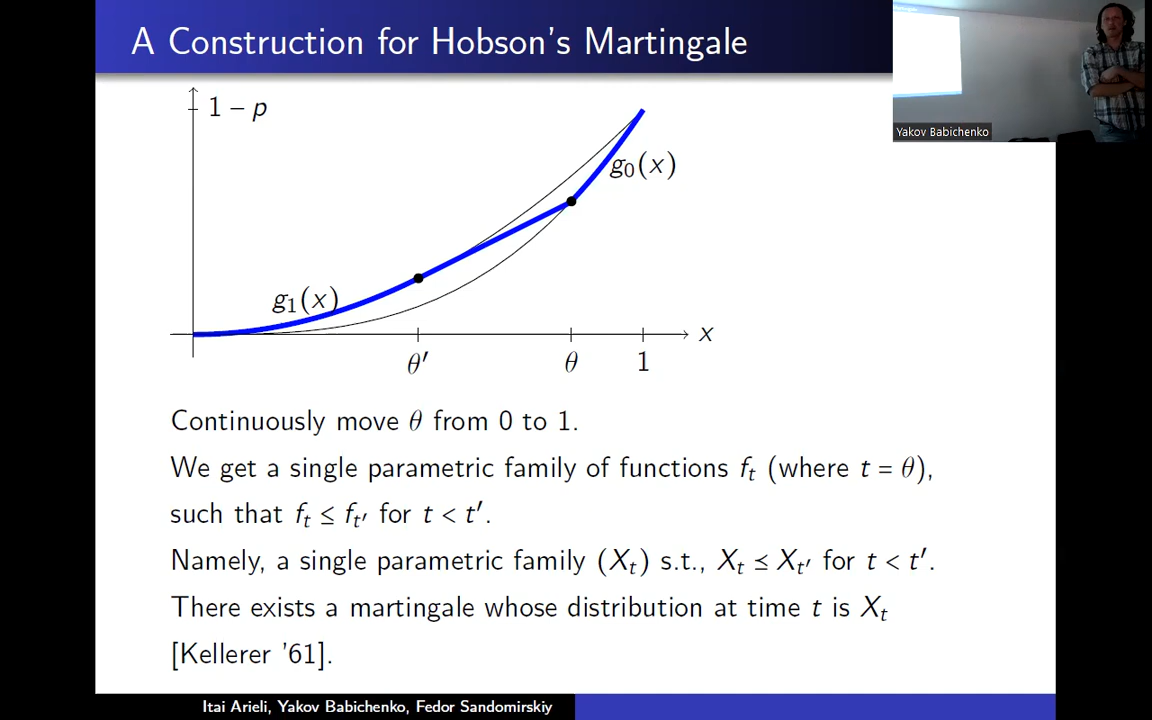 A Construction for Hobson's Martingale
1 − p
g₀(x)
g₁(x)
x
θ′
θ
1
Continuously move θ from 0 to 1.
We get a single parametric family of functions fₜ (where t = θ),
such that fₜ ≤ fₜ′ for t < t′.
Namely, a single parametric family (Xₜ) s.t., Xₜ ⪯ Xₜ′ for t < t′.
There exists a martingale whose distribution at time t is Xₜ
[Kellerer '61].
Itai Arieli, Yakov Babichenko, Fedor Sandomirskiy
Yakov Babichenko